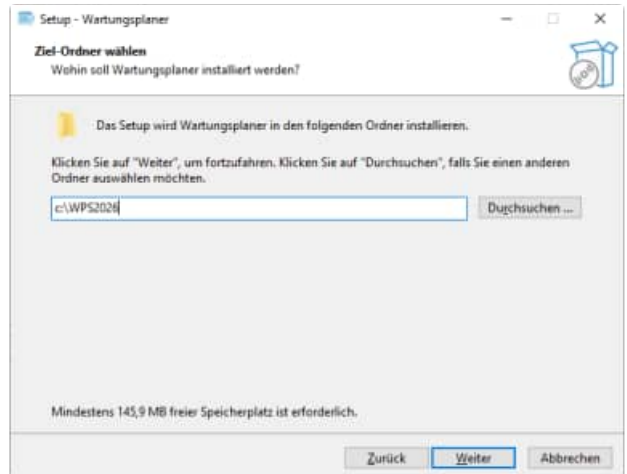 Setup - Wartungsplaner
Ziel-Ordner wählen
Wohin soll Wartungsplaner installiert werden?
Das Setup wird Wartungsplaner in den folgenden Ordner installieren.
Klicken Sie auf "Weiter", um fortzufahren. Klicken Sie auf "Durchsuchen", falls Sie einen anderen
Ordner auswählen möchten.
c:\WPS2026
Durchsuchen ...
Mindestens 145,9 MB freier Speicherplatz ist erforderlich.
Zurück Weiter Abbrechen